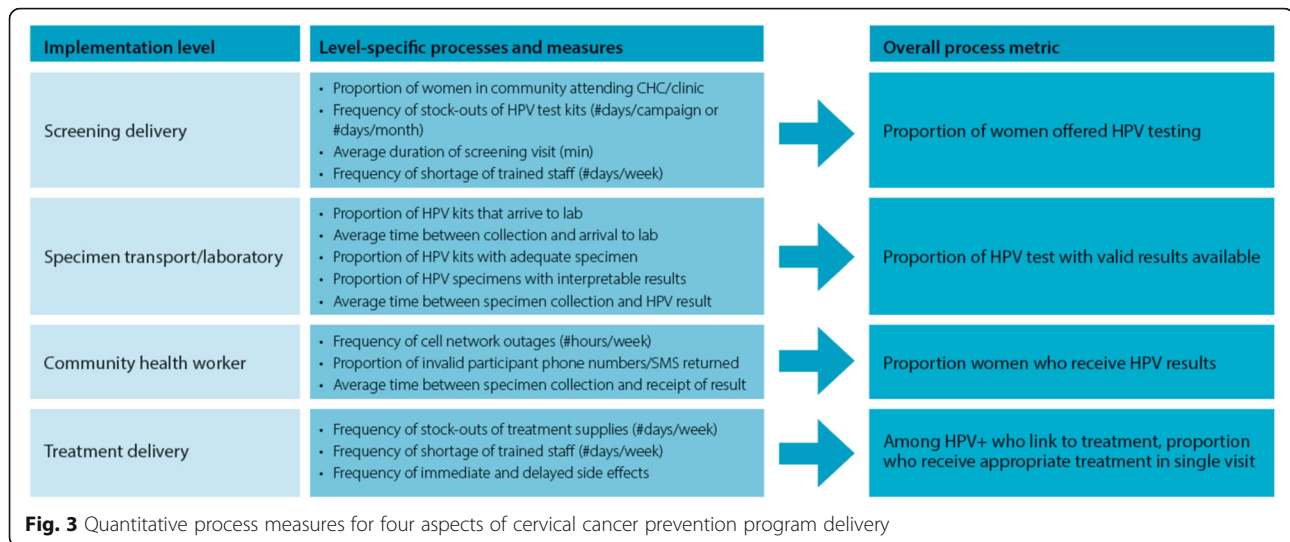 Implementation level
Level-specific processes and measures
Overall process metric
Screening delivery
• Proportion of women in community attending CHC/clinic
• Frequency of stock-outs of HPV test kits (#days/campaign or
#days/month)
• Average duration of screening visit (min)
• Frequency of shortage of trained staff (#days/week)
Proportion of women offered HPV testing
Specimen transport/laboratory
• Proportion of HPV kits that arrive to lab
• Average time between collection and arrival to lab
• Proportion of HPV kits with adequate specimen
• Proportion of HPV specimens with interpretable results
• Average time between specimen collection and HPV result
Proportion of HPV test with valid results available
Community health worker
• Frequency of cell network outages (#hours/week)
• Proportion of invalid participant phone numbers/SMS returned
• Average time between specimen collection and receipt of result
Proportion women who receive HPV results
Treatment delivery
• Frequency of stock-outs of treatment supplies (#days/week)
• Frequency of shortage of trained staff (#days/week)
• Frequency of immediate and delayed side effects
Among HPV+ who link to treatment, proportion
who receive appropriate treatment in single visit
Fig. 3 Quantitative process measures for four aspects of cervical cancer prevention program delivery